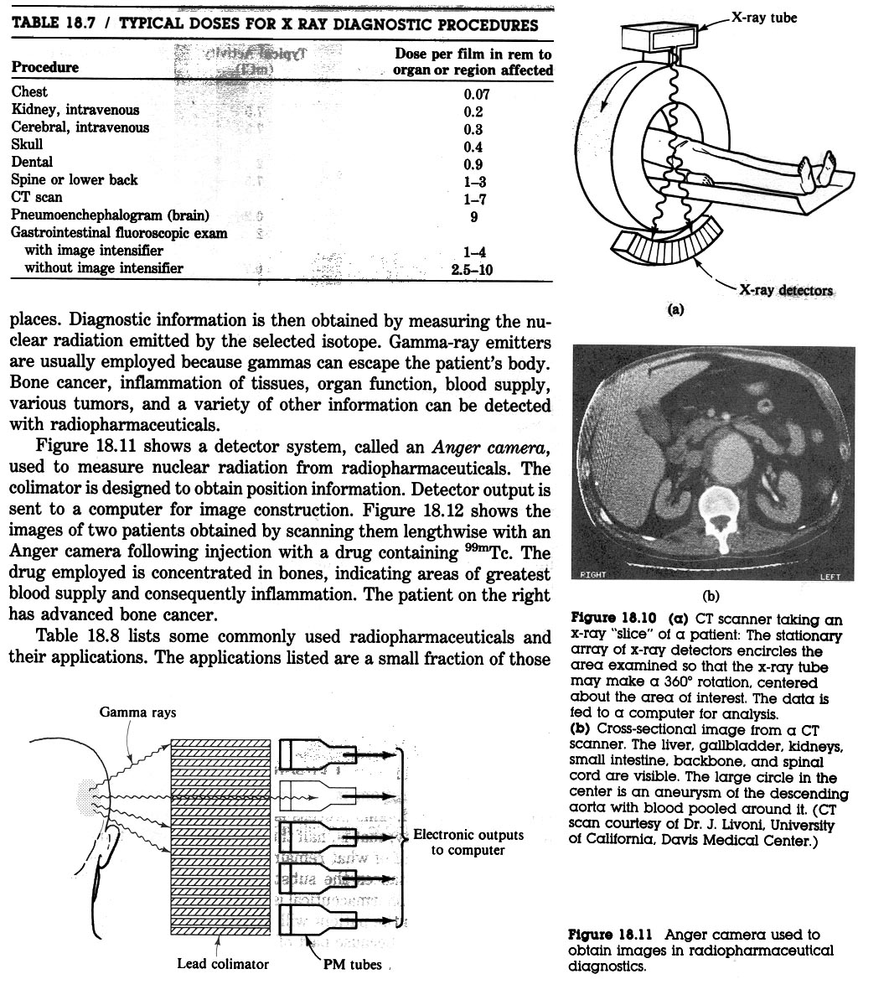 TABLE 18.7 / TYPICAL DOSES FOR X RAY DIAGNOSTIC PROCEDURES
Procedure
Dose per film in rem to
organ or region affected
Chest 0.07
Kidney, intravenous 0.2
Cerebral, intravenous 0.3
Skull 0.4
Dental 0.9
Spine or lower back 1–3
CT scan 1–7
Pneumoenchephalogram (brain) 9
Gastrointestinal fluoroscopic exam
with image intensifier 1–4
without image intensifier 2.5–10
places. Diagnostic information is then obtained by measuring the nu-
clear radiation emitted by the selected isotope. Gamma-ray emitters
are usually employed because gammas can escape the patient's body.
Bone cancer, inflammation of tissues, organ function, blood supply,
various tumors, and a variety of other information can be detected
with radiopharmaceuticals.
Figure 18.11 shows a detector system, called an Anger camera,
used to measure nuclear radiation from radiopharmaceuticals. The
colimator is designed to obtain position information. Detector output is
sent to a computer for image construction. Figure 18.12 shows the
images of two patients obtained by scanning them lengthwise with an
Anger camera following injection with a drug containing ⁹⁹ᵐTc. The
drug employed is concentrated in bones, indicating areas of greatest
blood supply and consequently inflammation. The patient on the right
has advanced bone cancer.
Table 18.8 lists some commonly used radiopharmaceuticals and
their applications. The applications listed are a small fraction of those
Gamma rays
Electronic outputs
to computer
Lead colimator
PM tubes
X-ray tube
X-ray detectors
(a)
RIGHT
LEFT
(b)
Figure 18.10 (a) CT scanner taking an
x-ray "slice" of a patient: The stationary
array of x-ray detectors encircles the
area examined so that the x-ray tube
may make a 360° rotation, centered
about the area of interest. The data is
fed to a computer for analysis.
(b) Cross-sectional image from a CT
scanner. The liver, gallbladder, kidneys,
small intestine, backbone, and spinal
cord are visible. The large circle in the
center is an aneurysm of the descending
aorta with blood pooled around it. (CT
scan courtesy of Dr. J. Livoni, University
of California, Davis Medical Center.)
Figure 18.11 Anger camera used to
obtain images in radiopharmaceutical
diagnostics.